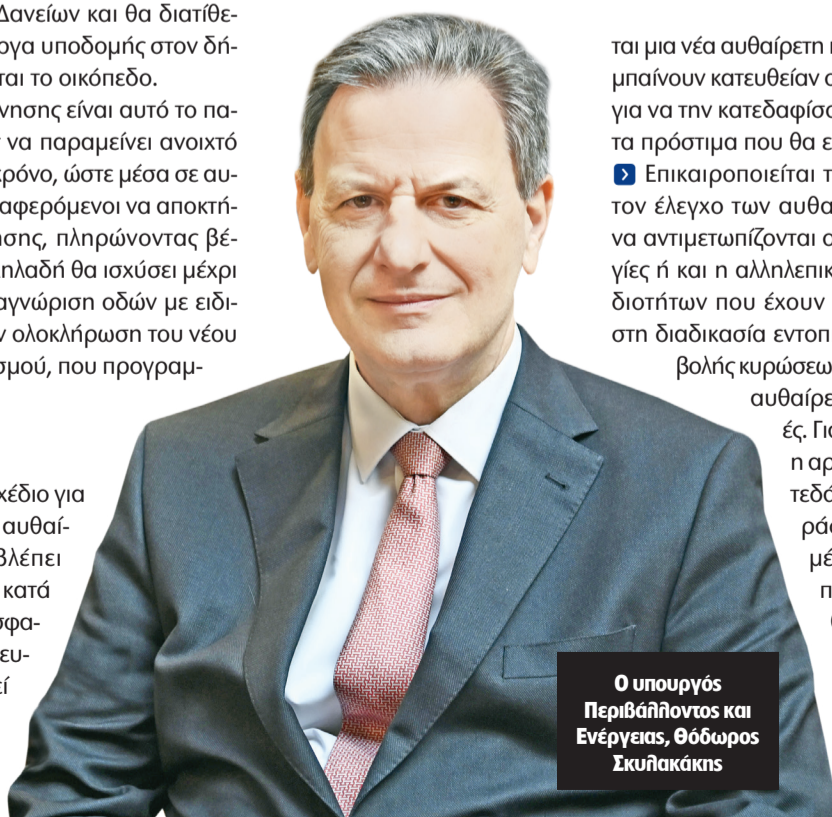 Δανείων και θα διατίθε-
ργα υποδομής στον δή-
ται το οικόπεδο.
νησης είναι αυτό το πα-
να παραμείνει ανοιχτό
ρόνο, ώστε μέσα σε αυ-
αφερόμενοι να αποκτή-
ησης, πληρώνοντας βέ-
ηλαδή θα ισχύσει μέχρι
αγνώριση οδών με ειδι-
ν ολοκλήρωση του νέου
σμού, που προγραμ-
χέδιο για
αυθαί-
βλέπει
κατά
σφα-
ευ-
εί
ται μια νέα αυθαίρετη
μπαίνουν κατευθείαν
για να την κατεδαφίσο
τα πρόστιμα που θα ε
Επικαιροποιείται τ
τον έλεγχο των αυθα
να αντιμετωπίζονται ο
γίες ή και η αλληλεπικ
διοτήτων που έχουν
στη διαδικασία εντοπ
βολής κυρώσεω
αυθαίρε
ές. Γι
η αρ
τεδά
ράσ
μέ
π
Ο υπουργός
Περιβάλλοντος και
Ενέργειας, Θόδωρος
Σκυλακάκης